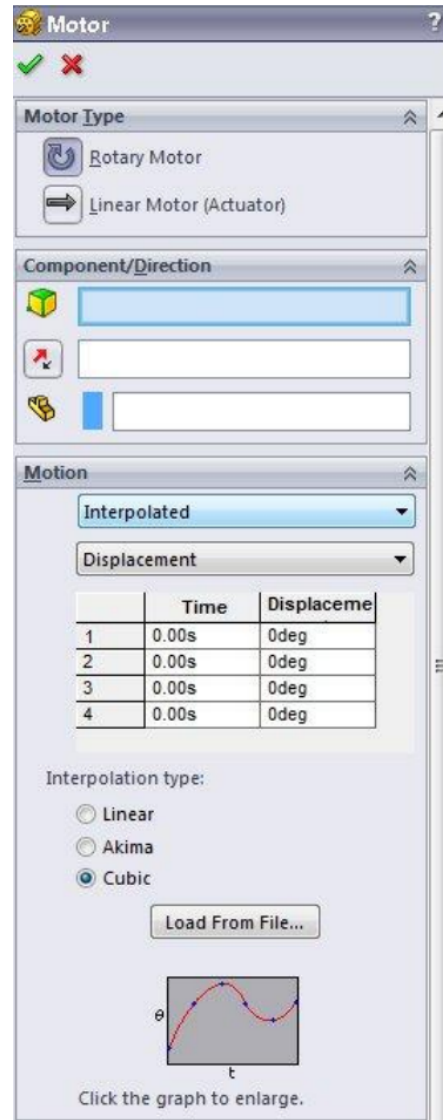 Motor ?
Motor Type
Rotary Motor
Linear Motor (Actuator)
Component/Direction
Motion
Interpolated
Displacement
Time Displaceme
1 0.00s 0deg
2 0.00s 0deg
3 0.00s 0deg
4 0.00s 0deg
Interpolation type:
Linear
Akima
Cubic
Load From File...
θ
t
Click the graph to enlarge.